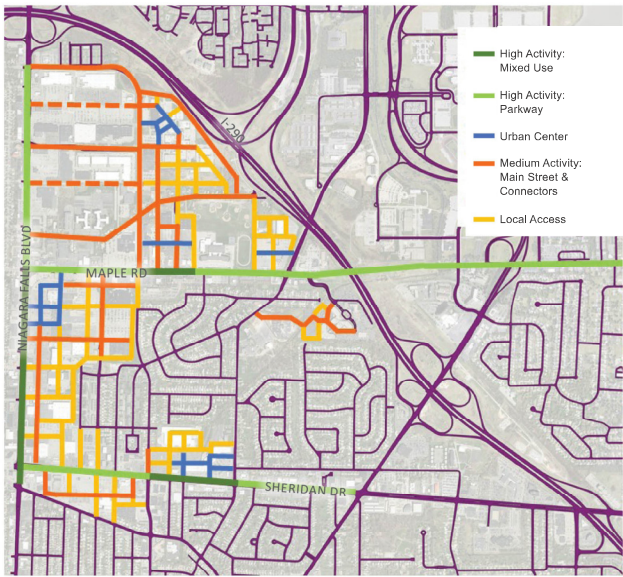 High Activity:
Mixed Use
High Activity:
Parkway
Urban Center
Medium Activity:
Main Street &
Connectors
Local Access
I-290
NIAGARA FALLS BLVD
MAPLE RD
SHERIDAN DR